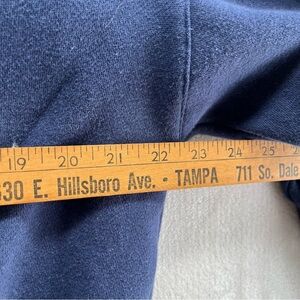 19 20 21 22 23 24 25
30 E. Hillsboro Ave. • TAMPA 711 So. Dale